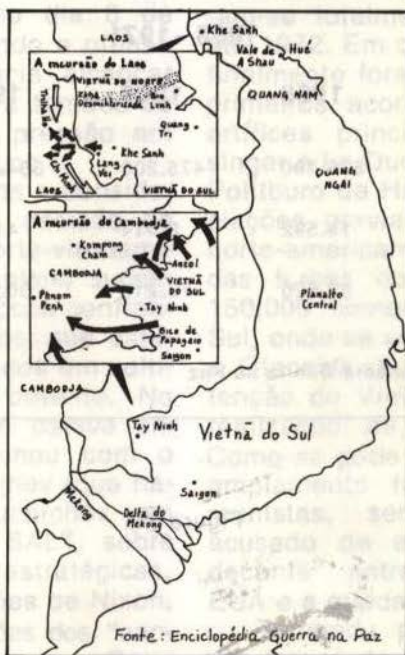 LAOS
Khe Sanh
Vale de Hué
A Shau
QUANG NAM
QUANG
NGAI
Planalto
Central
A incursão do Laos
VIETNÃ DO NORTE
Zona
Desmilitarizada
Quang
Tri
Khe Sanh
Lang
Vei
LAOS
VIETNÃ DO SUL
A incursão do Cambodja
Kompong
Cham
CAMBODJA
Anzol
VIETNÃ
DO SUL
Phnom
Penh
Tay Ninh
Bico de
Papagaio
Saigon
CAMBODJA
Tay Ninh
Vietnã do Sul
Saigon
Mekong
Delta do
Mekong
Fonte: Enciclopédia Guerra na Paz